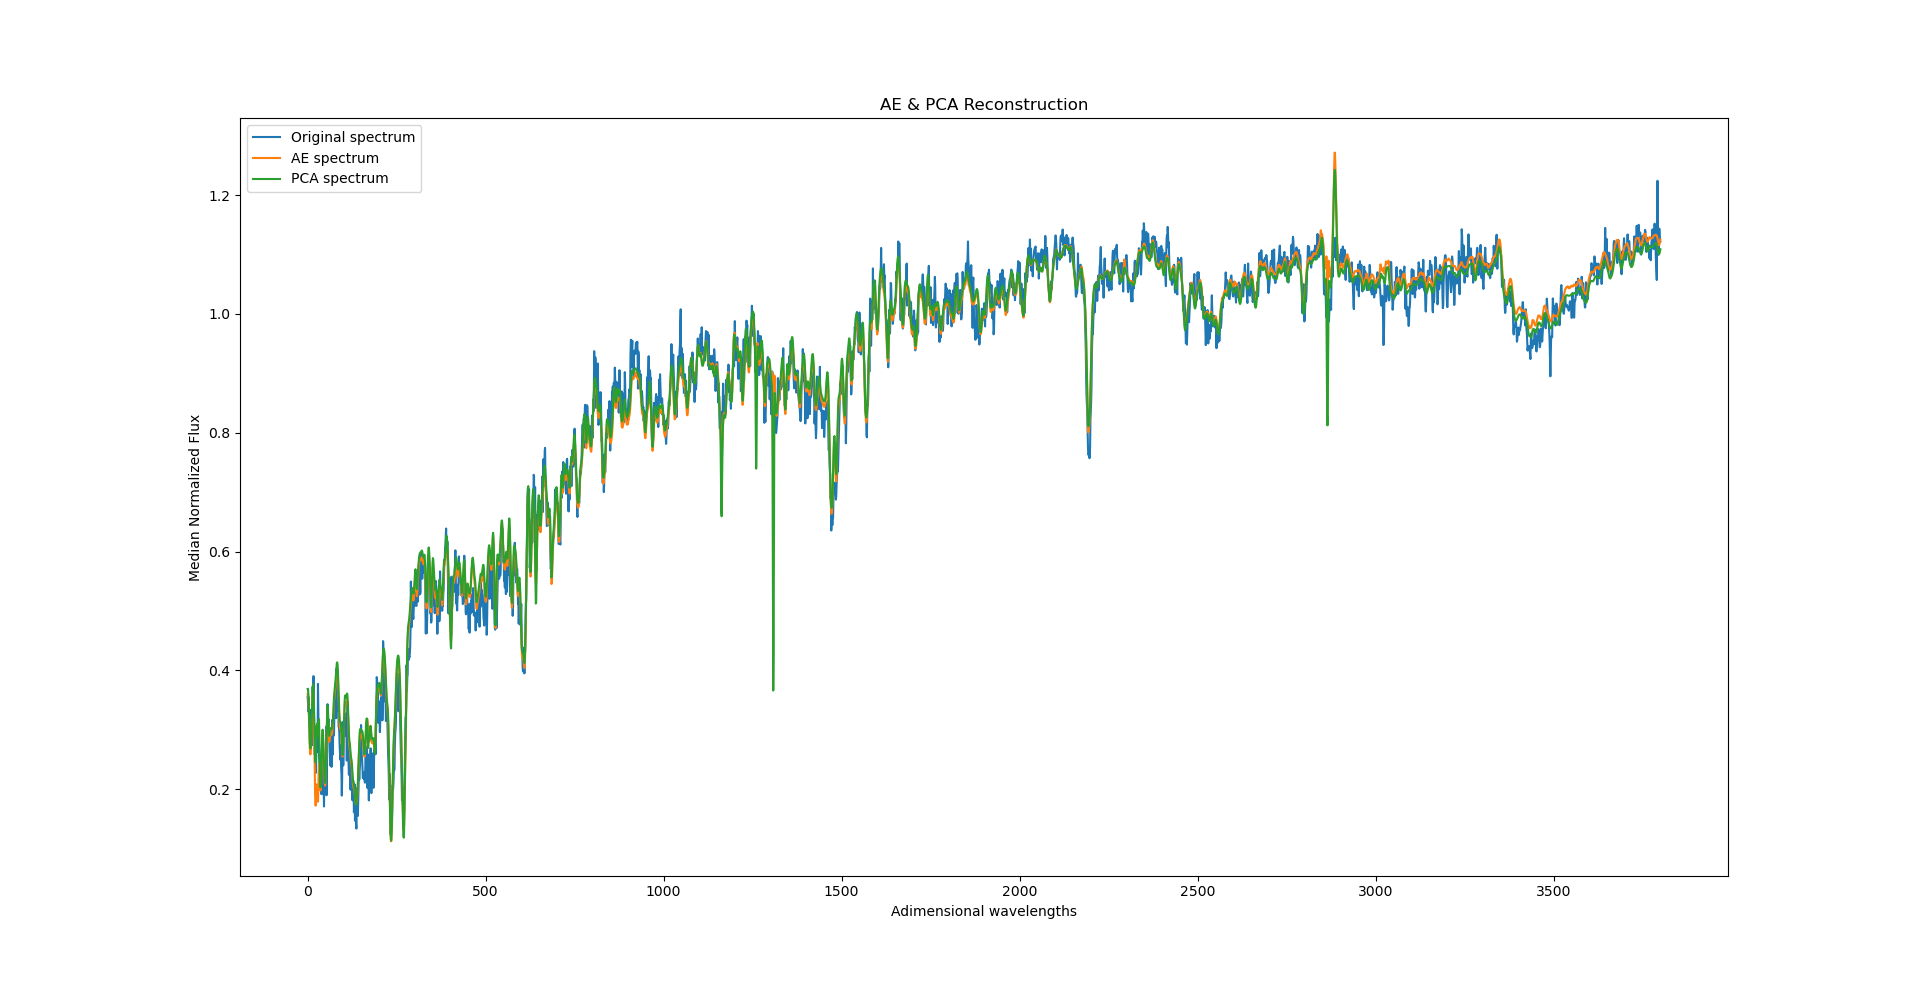 AE & PCA Reconstruction
Original spectrum
AE spectrum
PCA spectrum
Median Normalized Flux
1.2
1.0
0.8
0.6
0.4
0.2
0 500 1000 1500 2000 2500 3000 3500
Adimensional wavelengths